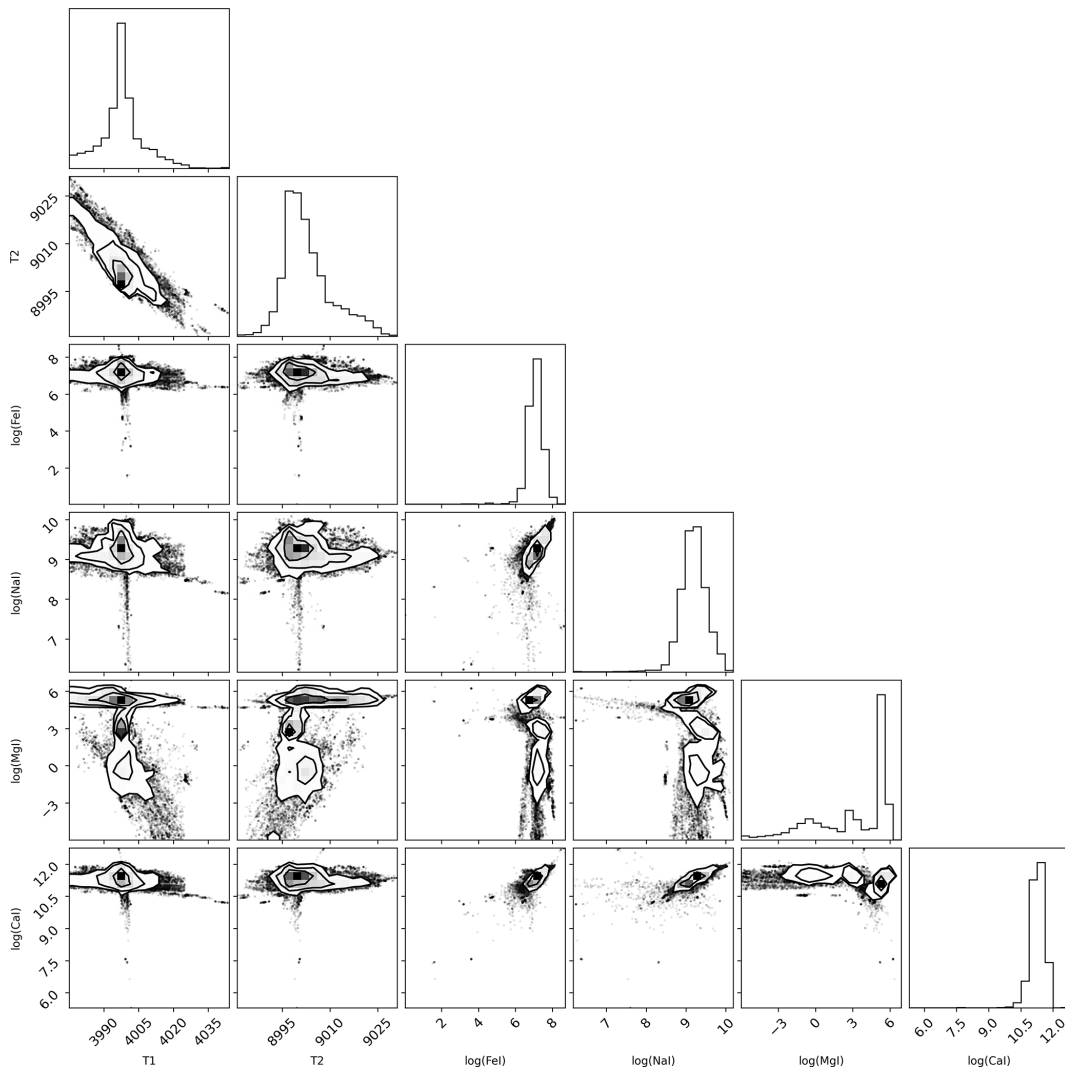 9025
9010
8995
T2
8
6
4
2
log(FeI)
10
9
8
7
log(NaI)
6
3
0
−3
log(MgI)
12.0
10.5
9.0
7.5
6.0
log(CaI)
3990 4005 4020 4035
8995 9010 9025
2 4 6 8
7 8 9 10
−3 0 3 6
6.0 7.5 9.0 10.5 12.0
T1 T2 log(FeI) log(NaI) log(MgI) log(CaI)